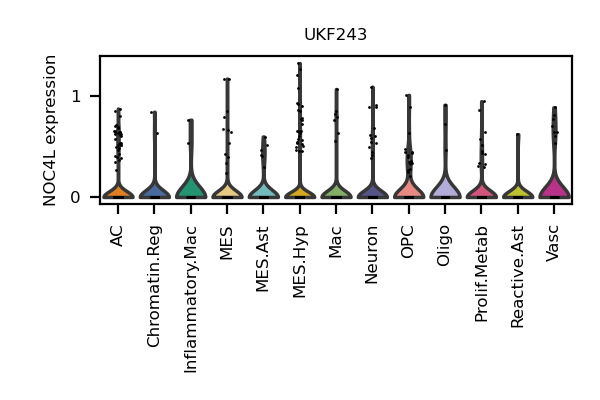 UKF243
NOC4L expression
1
0
AC
Chromatin.Reg
Inflammatory.Mac
MES
MES.Ast
MES.Hyp
Mac
Neuron
OPC
Oligo
Prolif.Metab
Reactive.Ast
Vasc